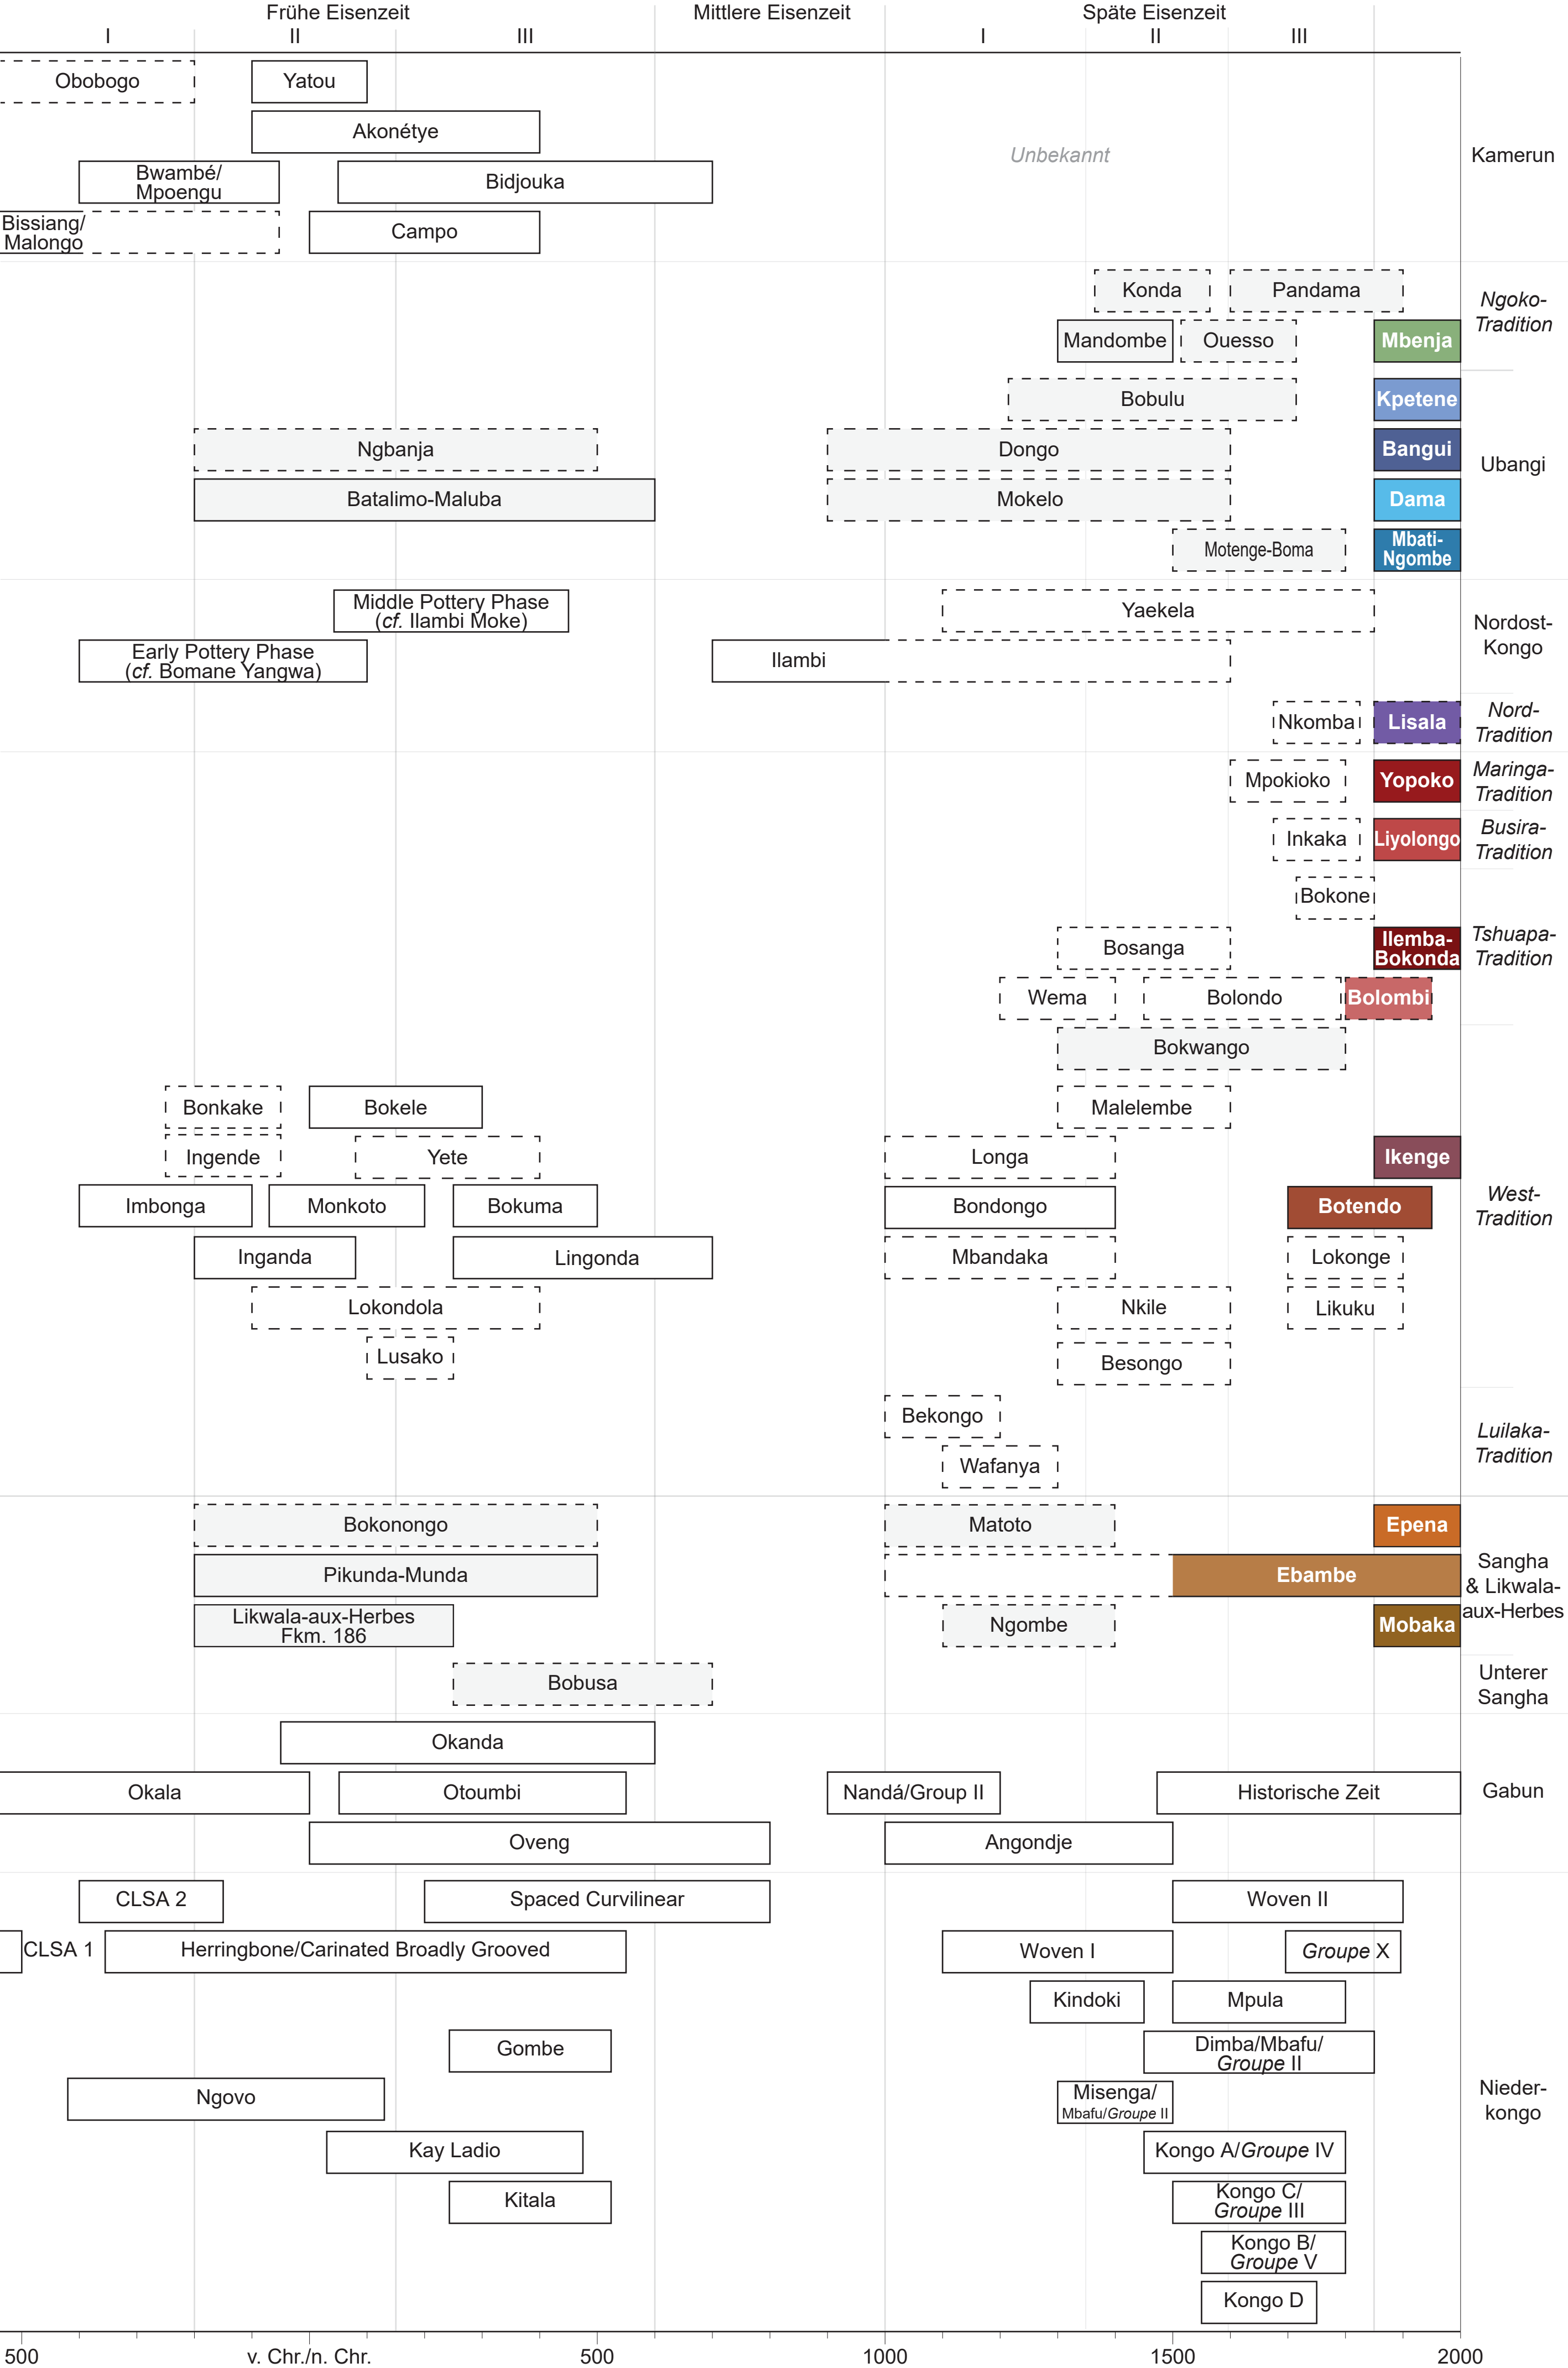 Frühe Eisenzeit
Mittlere Eisenzeit
Späte Eisenzeit
I
II
III
I
II
III
Obobogo
Yatou
Akonétye
Unbekannt
Kamerun
Bwambé/
Mpoengu
Bidjouka
Bissiang/
Malongo
Campo
Konda
Pandama
Ngoko-
Tradition
Mandombe
Ouesso
Mbenja
Bobulu
Kpetene
Ngbanja
Dongo
Bangui
Ubangi
Batalimo-Maluba
Mokelo
Dama
Motenge-Boma
Mbati-
Ngombe
Middle Pottery Phase
(cf. Ilambi Moke)
Yaekela
Nordost-
Kongo
Early Pottery Phase
(cf. Bomane Yangwa)
Ilambi
Nkomba
Lisala
Nord-
Tradition
Mpokioko
Yopoko
Maringa-
Tradition
Inkaka
Liyolongo
Busira-
Tradition
Bokone
Bosanga
Ilemba-
Bokonda
Tshuapa-
Tradition
Wema
Bolondo
Bolombi
Bokwango
Bonkake
Bokele
Malelembe
Ingende
Yete
Longa
Ikenge
Imbonga
Monkoto
Bokuma
Bondongo
Botendo
West-
Tradition
Inganda
Lingonda
Mbandaka
Lokonge
Lokondola
Nkile
Likuku
Lusako
Besongo
Bekongo
Luilaka-
Tradition
Wafanya
Bokonongo
Matoto
Epena
Pikunda-Munda
Ebambe
Sangha
& Likwala-
aux-Herbes
Likwala-aux-Herbes
Fkm. 186
Ngombe
Mobaka
Bobusa
Unterer
Sangha
Okanda
Okala
Otoumbi
Nandá/Group II
Historische Zeit
Gabun
Oveng
Angondje
CLSA 2
Spaced Curvilinear
Woven II
CLSA 1
Herringbone/Carinated Broadly Grooved
Woven I
Groupe X
Kindoki
Mpula
Gombe
Dimba/Mbafu/
Groupe II
Ngovo
Misenga/
Mbafu/Groupe II
Nieder-
kongo
Kay Ladio
Kongo A/Groupe IV
Kitala
Kongo C/
Groupe III
Kongo B/
Groupe V
Kongo D
500
v. Chr./n. Chr.
500
1000
1500
2000